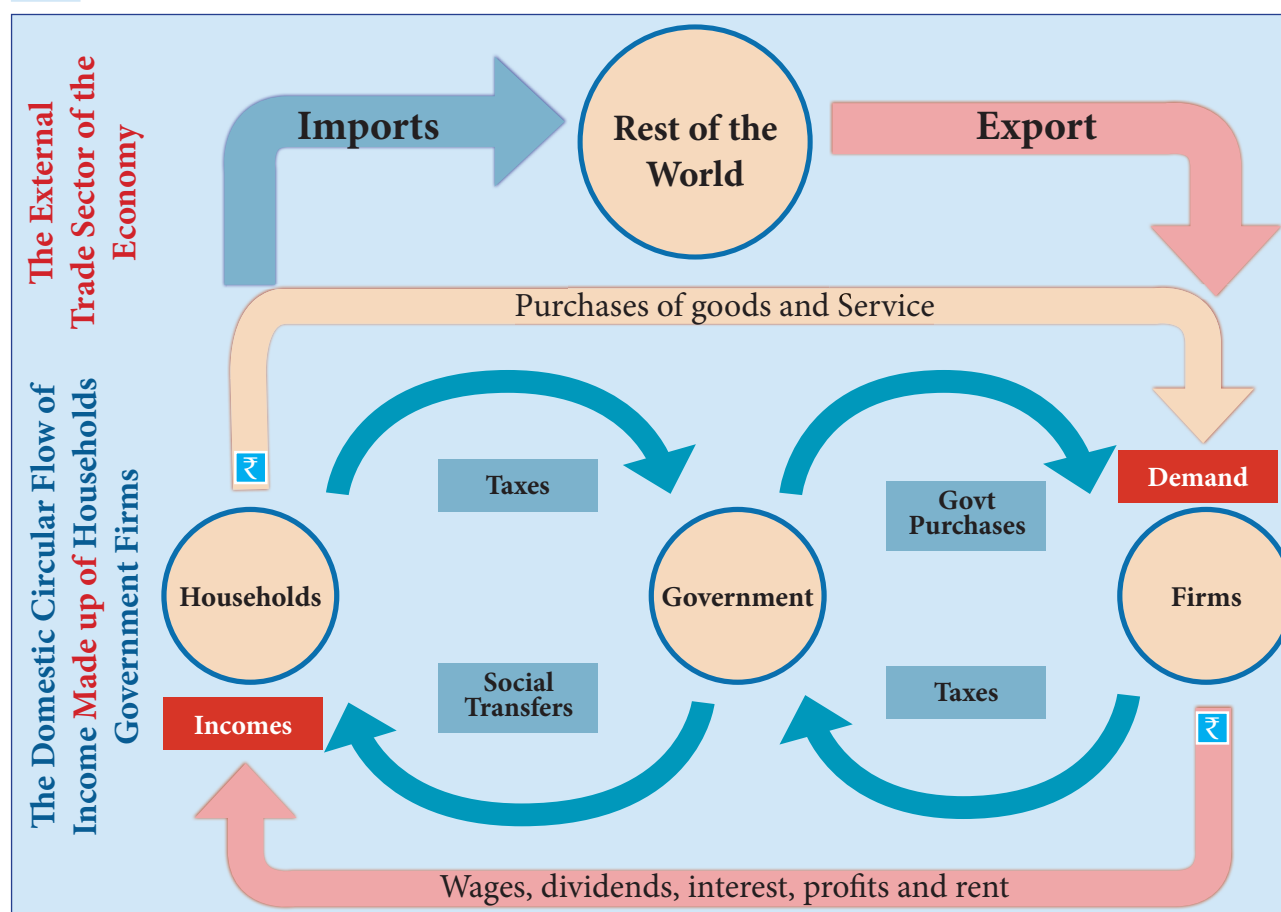 The External
Trade Sector of the
Economy
Imports
Rest of the
World
Export
Purchases of goods and Service
The Domestic Circular Flow of
Income Made up of Households
Government Firms
₹
Taxes
Govt
Purchases
Demand
Households
Government
Firms
Social
Transfers
Taxes
Incomes
₹
Wages, dividends, interest, profits and rent